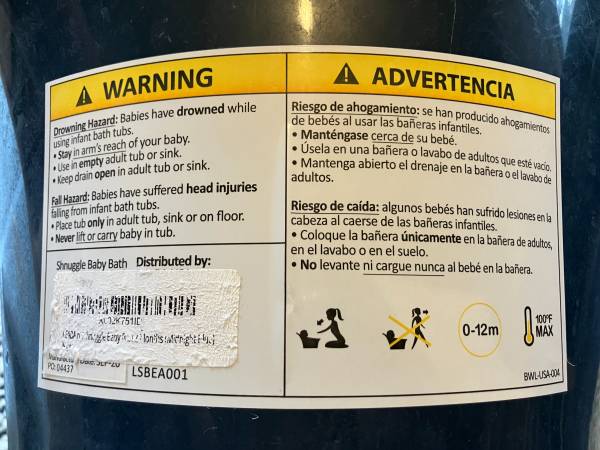 WARNING
Drowning Hazard: Babies have drowned while
using infant bath tubs.
• Stay in arm's reach of your baby.
• Use in empty adult tub or sink.
• Keep drain open in adult tub or sink.
Fall Hazard: Babies have suffered head injuries
falling from infant bath tubs.
• Place tub only in adult tub, sink or on floor.
• Never lift or carry baby in tub.
Shnuggle Baby Bath Distributed by:
PO: 04437
LSBEA001
ADVERTENCIA
Riesgo de ahogamiento: se han producido ahogamientos
de bebés al usar las bañeras infantiles.
• Manténgase cerca de su bebé.
• Úsela en una bañera o lavabo de adultos que esté vacío.
• Mantenga abierto el drenaje en la bañera o el lavabo de
adultos.
Riesgo de caída: algunos bebés han sufrido lesiones en la
cabeza al caerse de las bañeras infantiles.
• Coloque la bañera únicamente en la bañera de adultos,
en el lavabo o en el suelo.
• No levante ni cargue nunca al bebé en la bañera.
0-12m
100°F
MAX
BWL-USA-004